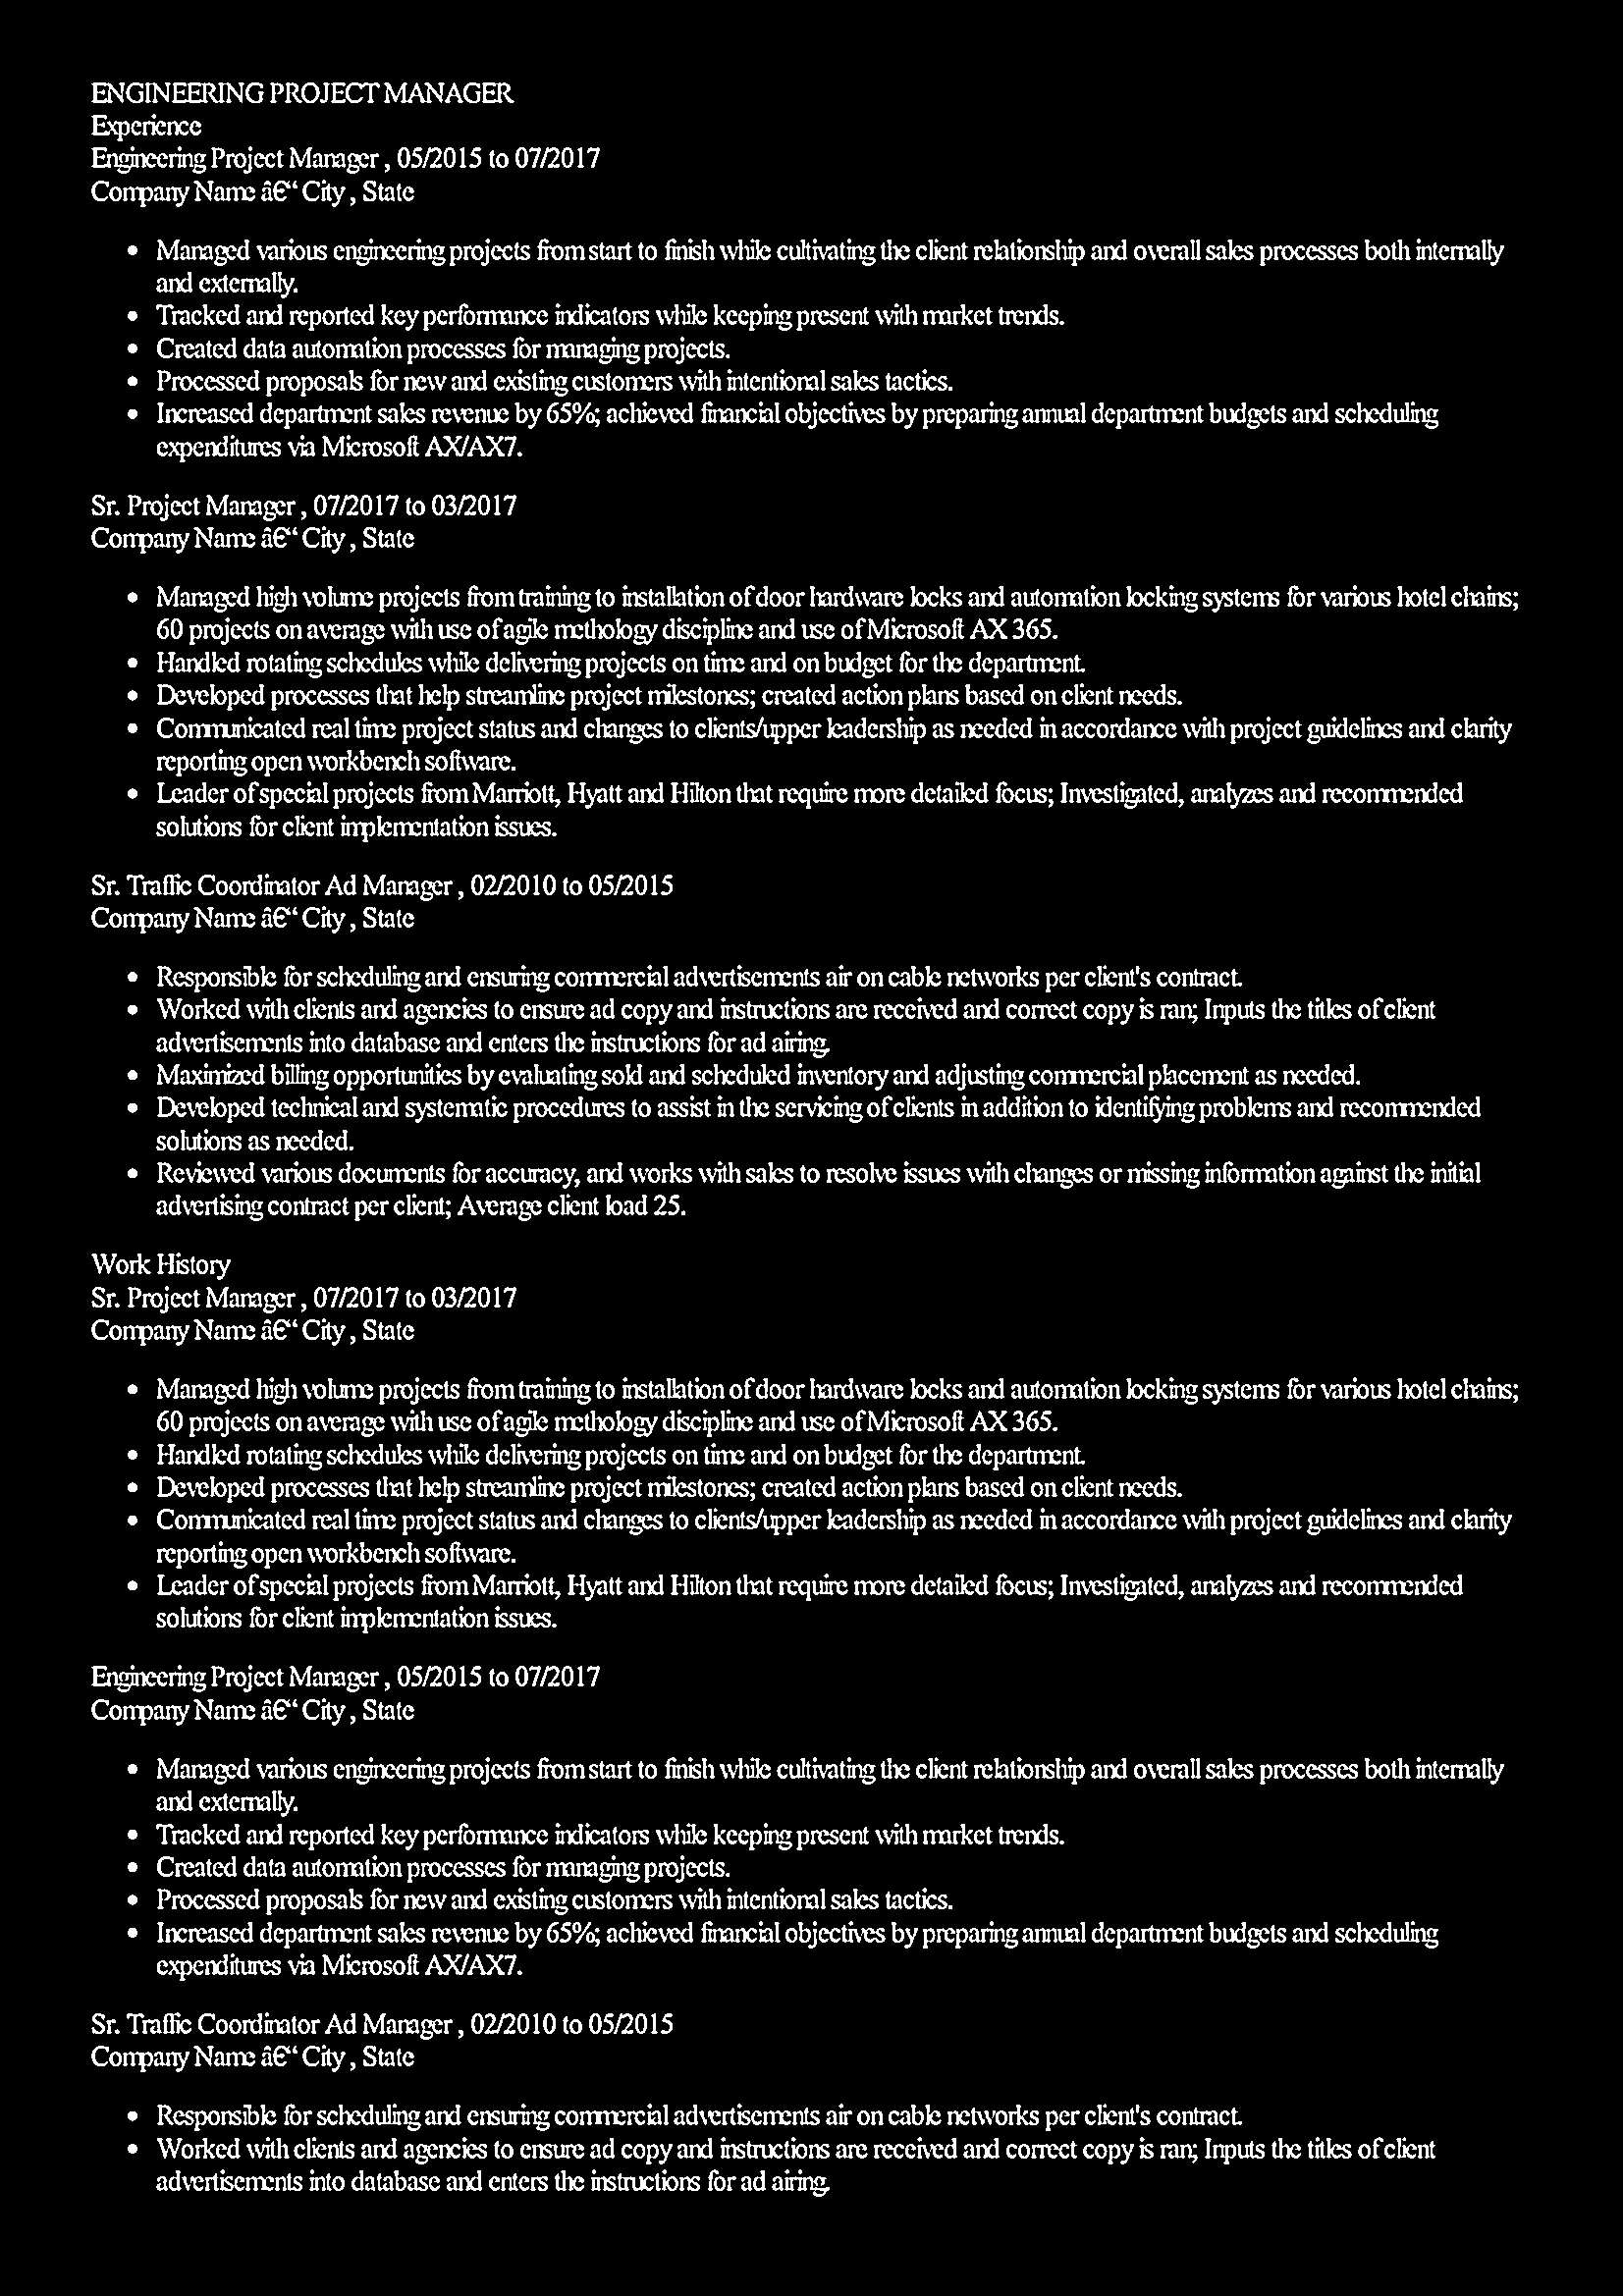 ENGINEERING PROJECT MANAGER
Experience
Engineering Project Manager , 05/2015 to 07/2017
Company Name â€“ City , State
• Managed various engineering projects from start to finish while cultivating the client relationship and overall sales processes both internally
and externally.
• Tracked and reported key performance indicators while keeping present with market trends.
• Created data automation processes for managing projects.
• Processed proposals for new and existing customers with intentional sales tactics.
• Increased department sales revenue by 65%; achieved financial objectives by preparing annual department budgets and scheduling
expenditures via Microsoft AX/AX7.
Sr. Project Manager , 07/2017 to 03/2017
Company Name â€“ City , State
• Managed high volume projects from training to installation of door hardware locks and automation locking systems for various hotel chains;
60 projects on average with use of agile methology discipline and use of Microsoft AX 365.
• Handled rotating schedules while delivering projects on time and on budget for the department.
• Developed processes that help streamline project milestones; created action plans based on client needs.
• Communicated real time project status and changes to clients/upper leadership as needed in accordance with project guidelines and clarity
reporting open workbench software.
• Leader of special projects from Marriott, Hyatt and Hilton that require more detailed focus; Investigated, analyzes and recommended
solutions for client implementation issues.
Sr. Traffic Coordinator Ad Manager , 02/2010 to 05/2015
Company Name â€“ City , State
• Responsible for scheduling and ensuring commercial advertisements air on cable networks per client's contract.
• Worked with clients and agencies to ensure ad copy and instructions are received and correct copy is ran; Inputs the titles of client
advertisements into database and enters the instructions for ad airing.
• Maximized billing opportunities by evaluating sold and scheduled inventory and adjusting commercial placement as needed.
• Developed technical and systematic procedures to assist in the servicing of clients in addition to identifying problems and recommended
solutions as needed.
• Reviewed various documents for accuracy, and works with sales to resolve issues with changes or missing information against the initial
advertising contract per client; Average client load 25.
Work History
Sr. Project Manager , 07/2017 to 03/2017
Company Name â€“ City , State
• Managed high volume projects from training to installation of door hardware locks and automation locking systems for various hotel chains;
60 projects on average with use of agile methology discipline and use of Microsoft AX 365.
• Handled rotating schedules while delivering projects on time and on budget for the department.
• Developed processes that help streamline project milestones; created action plans based on client needs.
• Communicated real time project status and changes to clients/upper leadership as needed in accordance with project guidelines and clarity
reporting open workbench software.
• Leader of special projects from Marriott, Hyatt and Hilton that require more detailed focus; Investigated, analyzes and recommended
solutions for client implementation issues.
Engineering Project Manager , 05/2015 to 07/2017
Company Name â€“ City , State
• Managed various engineering projects from start to finish while cultivating the client relationship and overall sales processes both internally
and externally.
• Tracked and reported key performance indicators while keeping present with market trends.
• Created data automation processes for managing projects.
• Processed proposals for new and existing customers with intentional sales tactics.
• Increased department sales revenue by 65%; achieved financial objectives by preparing annual department budgets and scheduling
expenditures via Microsoft AX/AX7.
Sr. Traffic Coordinator Ad Manager , 02/2010 to 05/2015
Company Name â€“ City , State
• Responsible for scheduling and ensuring commercial advertisements air on cable networks per client's contract.
• Worked with clients and agencies to ensure ad copy and instructions are received and correct copy is ran; Inputs the titles of client
advertisements into database and enters the instructions for ad airing.